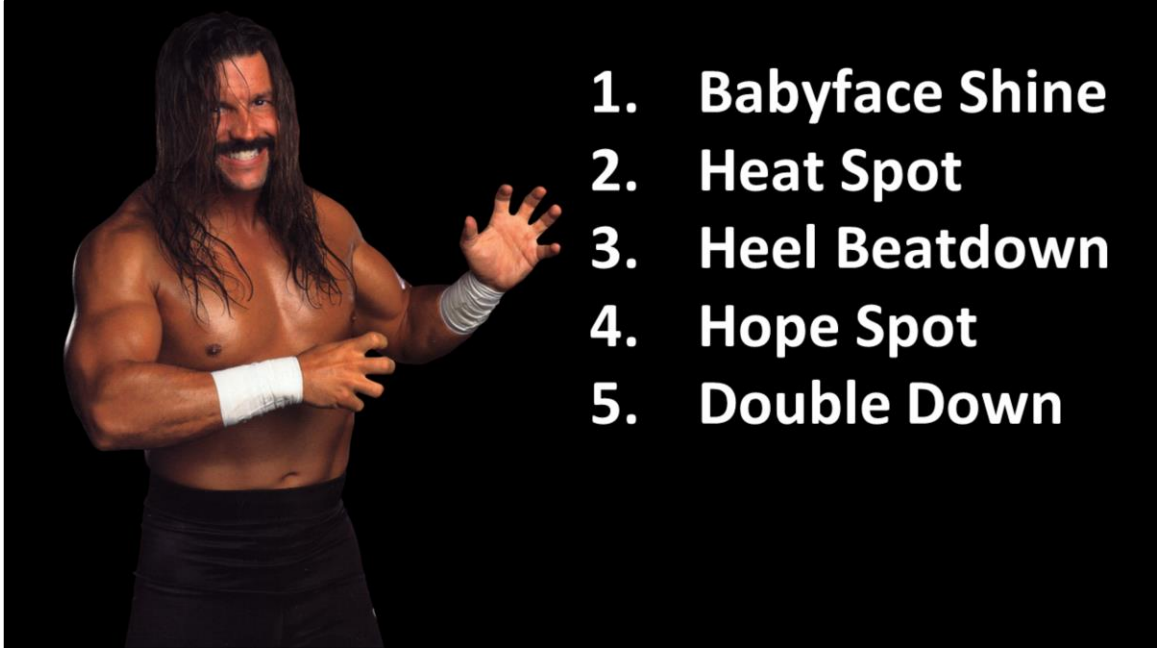 1. Babyface Shine
2. Heat Spot
3. Heel Beatdown
4. Hope Spot
5. Double Down